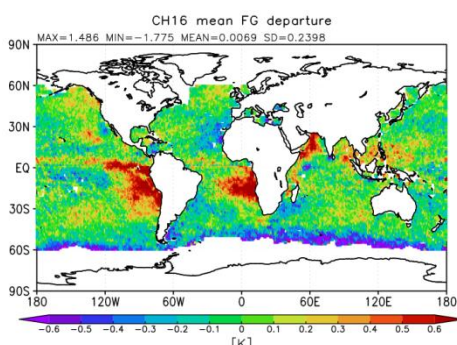 CH16 mean FG departure
MAX=1.486 MIN=−1.775 MEAN=0.0069 SD=0.2398
90N
60N
30N
EQ
30S
60S
90S
180 120W 60W 0 60E 120E 180
−0.6 −0.5 −0.4 −0.3 −0.2 −0.1 0 0.1 0.2 0.3 0.4 0.5 0.6
[K]